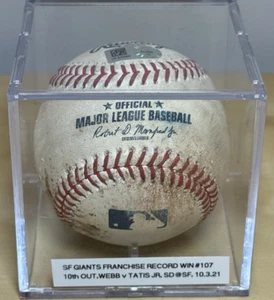 OFFICIAL
MAJOR LEAGUE BASEBALL
Robert D. Manfred Jr.
SF GIANTS FRANCHISE RECORD WIN #107
10th OUT, WEBB v TATIS JR, SD@SF, 10.3.21